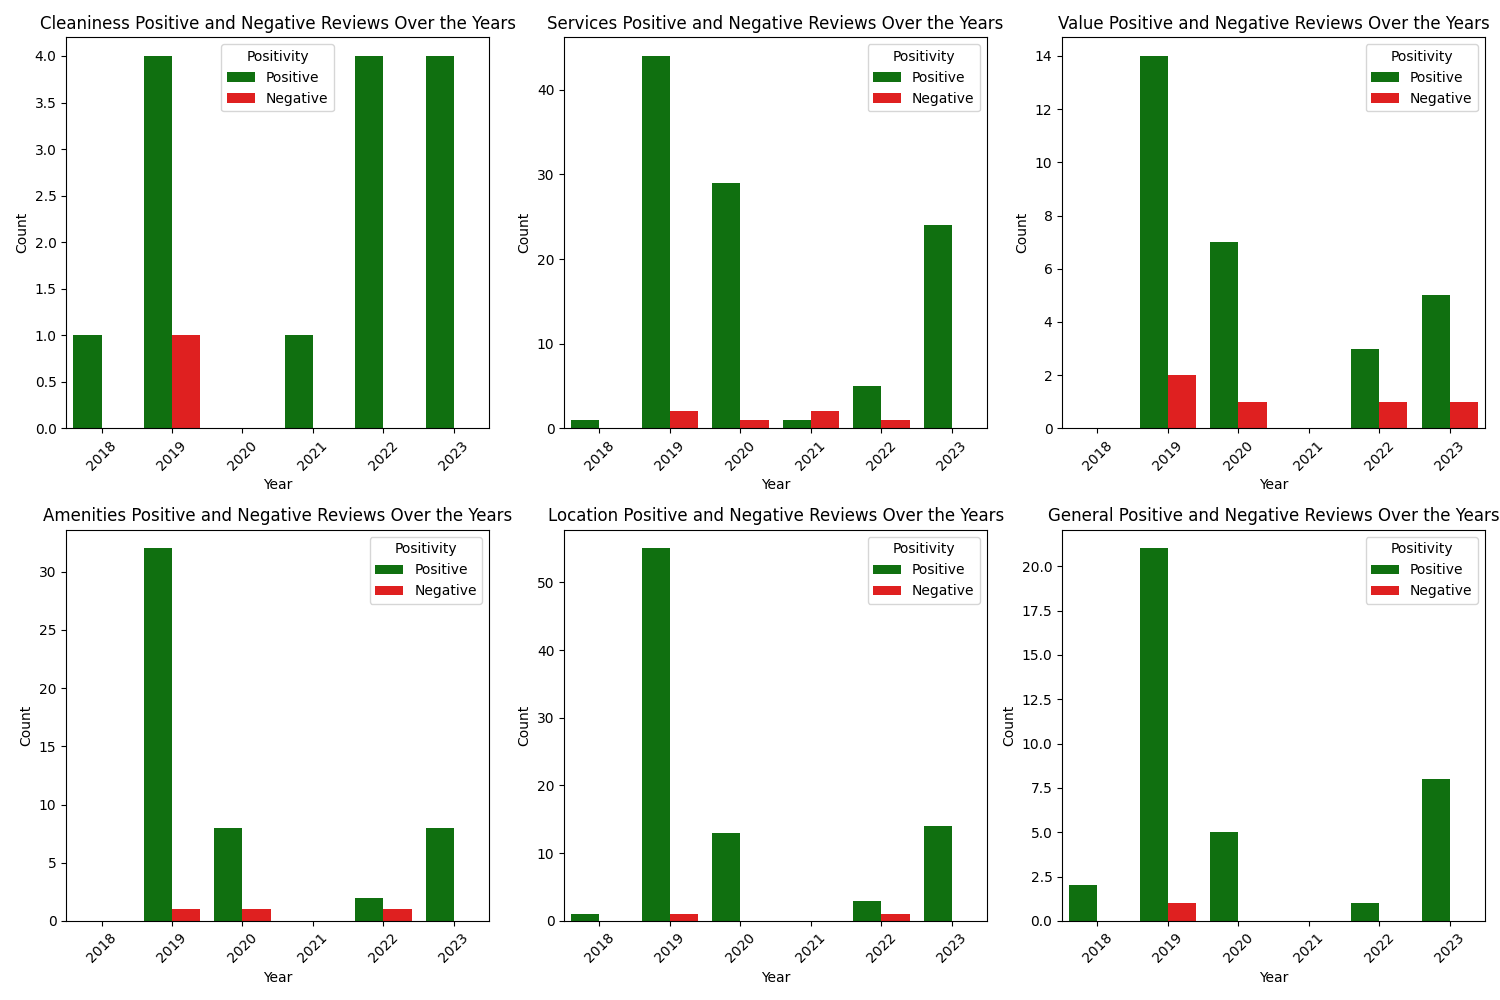 Cleaniness Positive and Negative Reviews Over the Years
4.0
3.5
3.0
2.5
2.0
1.5
1.0
0.5
0.0
Count
Positivity
Positive
Negative
2018
2019
2020
2021
2022
2023
Year
Services Positive and Negative Reviews Over the Years
40
30
20
10
0
Count
Positivity
Positive
Negative
2018
2019
2020
2021
2022
2023
Year
Value Positive and Negative Reviews Over the Years
14
12
10
8
6
4
2
0
Count
Positivity
Positive
Negative
2018
2019
2020
2021
2022
2023
Year
Amenities Positive and Negative Reviews Over the Years
30
25
20
15
10
5
0
Count
Positivity
Positive
Negative
2018
2019
2020
2021
2022
2023
Year
Location Positive and Negative Reviews Over the Years
50
40
30
20
10
0
Count
Positivity
Positive
Negative
2018
2019
2020
2021
2022
2023
Year
General Positive and Negative Reviews Over the Years
20.0
17.5
15.0
12.5
10.0
7.5
5.0
2.5
0.0
Count
Positivity
Positive
Negative
2018
2019
2020
2021
2022
2023
Year